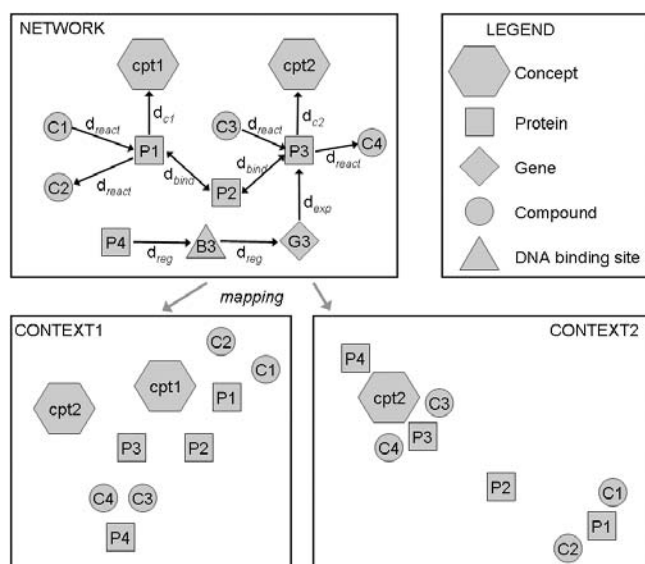 NETWORK
cpt1
cpt2
d_c1
d_c2
C1
d_react
P1
C3
d_react
P3
C4
d_react
C2
d_react
d_bind
P2
d_bind
d_exp
P4
d_reg
B3
d_reg
G3
LEGEND
Concept
Protein
Gene
Compound
DNA binding site
mapping
CONTEXT1
C2
C1
cpt1
cpt2
P1
P3
P2
C4
C3
P4
CONTEXT2
P4
cpt2
C3
P3
C4
P2
C1
P1
C2